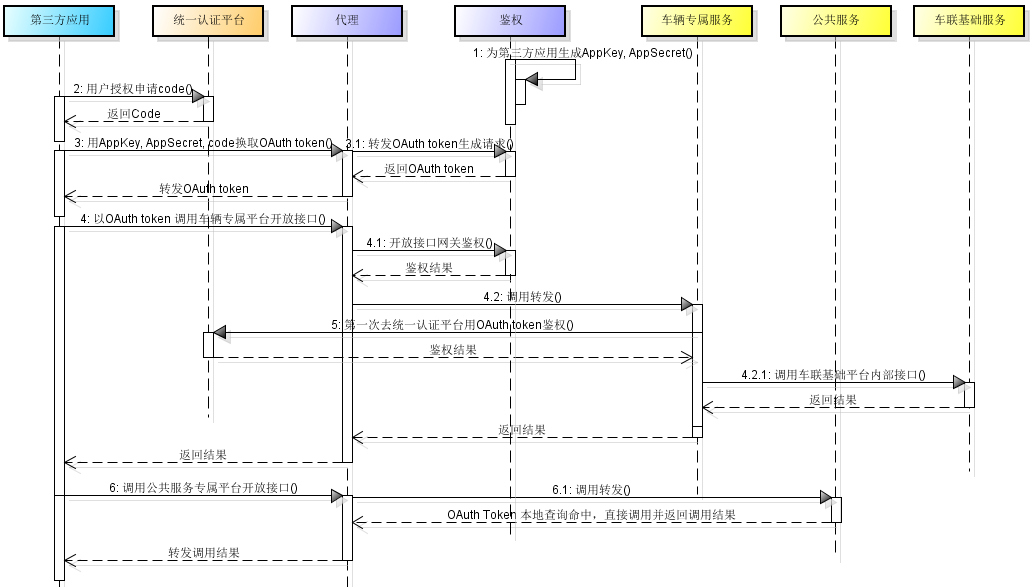 第三方应用
统一认证平台
代理
鉴权
车辆专属服务
公共服务
车联基础服务
1: 为第三方应用生成AppKey, AppSecret()
2: 用户授权申请code()
返回Code
3: 用AppKey, AppSecret, code换取OAuth token()
3.1: 转发OAuth token生成请求()
返回OAuth token
转发OAuth token
4: 以OAuth token 调用车辆专属平台开放接口()
4.1: 开放接口网关鉴权()
鉴权结果
4.2: 调用转发()
5: 第一次去统一认证平台用OAuth token鉴权()
鉴权结果
4.2.1: 调用车联基础平台内部接口()
返回结果
返回结果
返回结果
6: 调用公共服务专属平台开放接口()
6.1: 调用转发()
OAuth Token 本地查询命中，直接调用并返回调用结果
转发调用结果